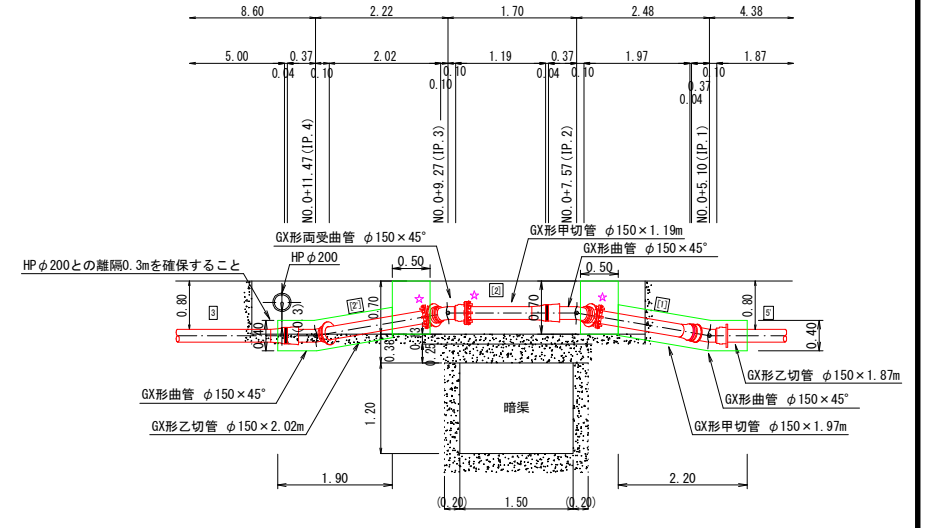 8.60
2.22
1.70
2.48
4.38
5.00
0.37
2.02
0.10
1.19
0.37
1.97
0.10
1.87
0.04
0.10
0.10
0.04
0.10
0.37
0.04
NO.0+11.47(IP.4)
NO.0+9.27(IP.3)
NO.0+7.57(IP.2)
NO.0+5.10(IP.1)
GX形甲切管 φ150×1.19m
GX形両受曲管 φ150×45°
GX形曲管 φ150×45°
HPφ200との離隔0.3mを確保すること
HPφ200
0.50
0.50
0.80
3
0.40
[2']
0.70
☆
☆
[2]
0.70
☆
[1]
0.80
5'
0.40
0.30
1.20
暗渠
GX形曲管 φ150×45°
GX形乙切管 φ150×2.02m
GX形乙切管 φ150×1.87m
GX形曲管 φ150×45°
GX形甲切管 φ150×1.97m
1.90
2.20
(0.20)
1.50
(0.20)